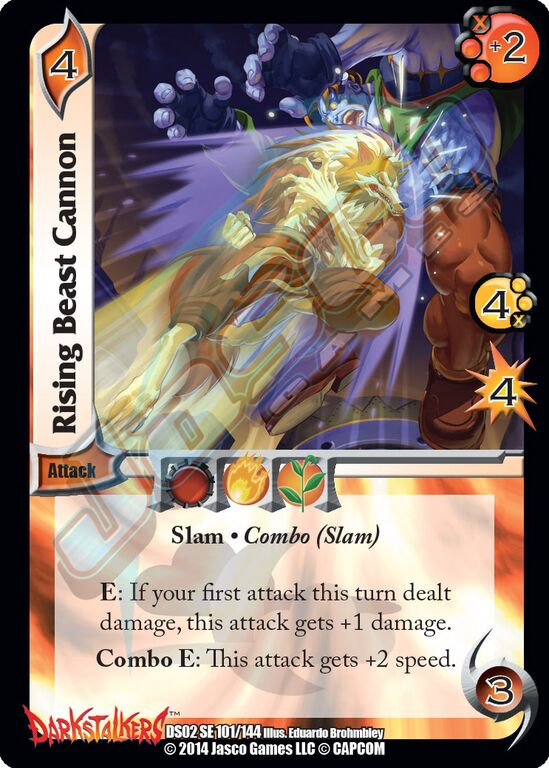 4
X +2
Rising Beast Cannon
4 X
4
Attack
Slam • Combo (Slam)
E: If your first attack this turn dealt
damage, this attack gets +1 damage.
Combo E: This attack gets +2 speed.
3
DARKSTALKERS™
DS02 SE 101/144 Illus. Eduardo Brohmbley
© 2014 Jasco Games LLC © CAPCOM